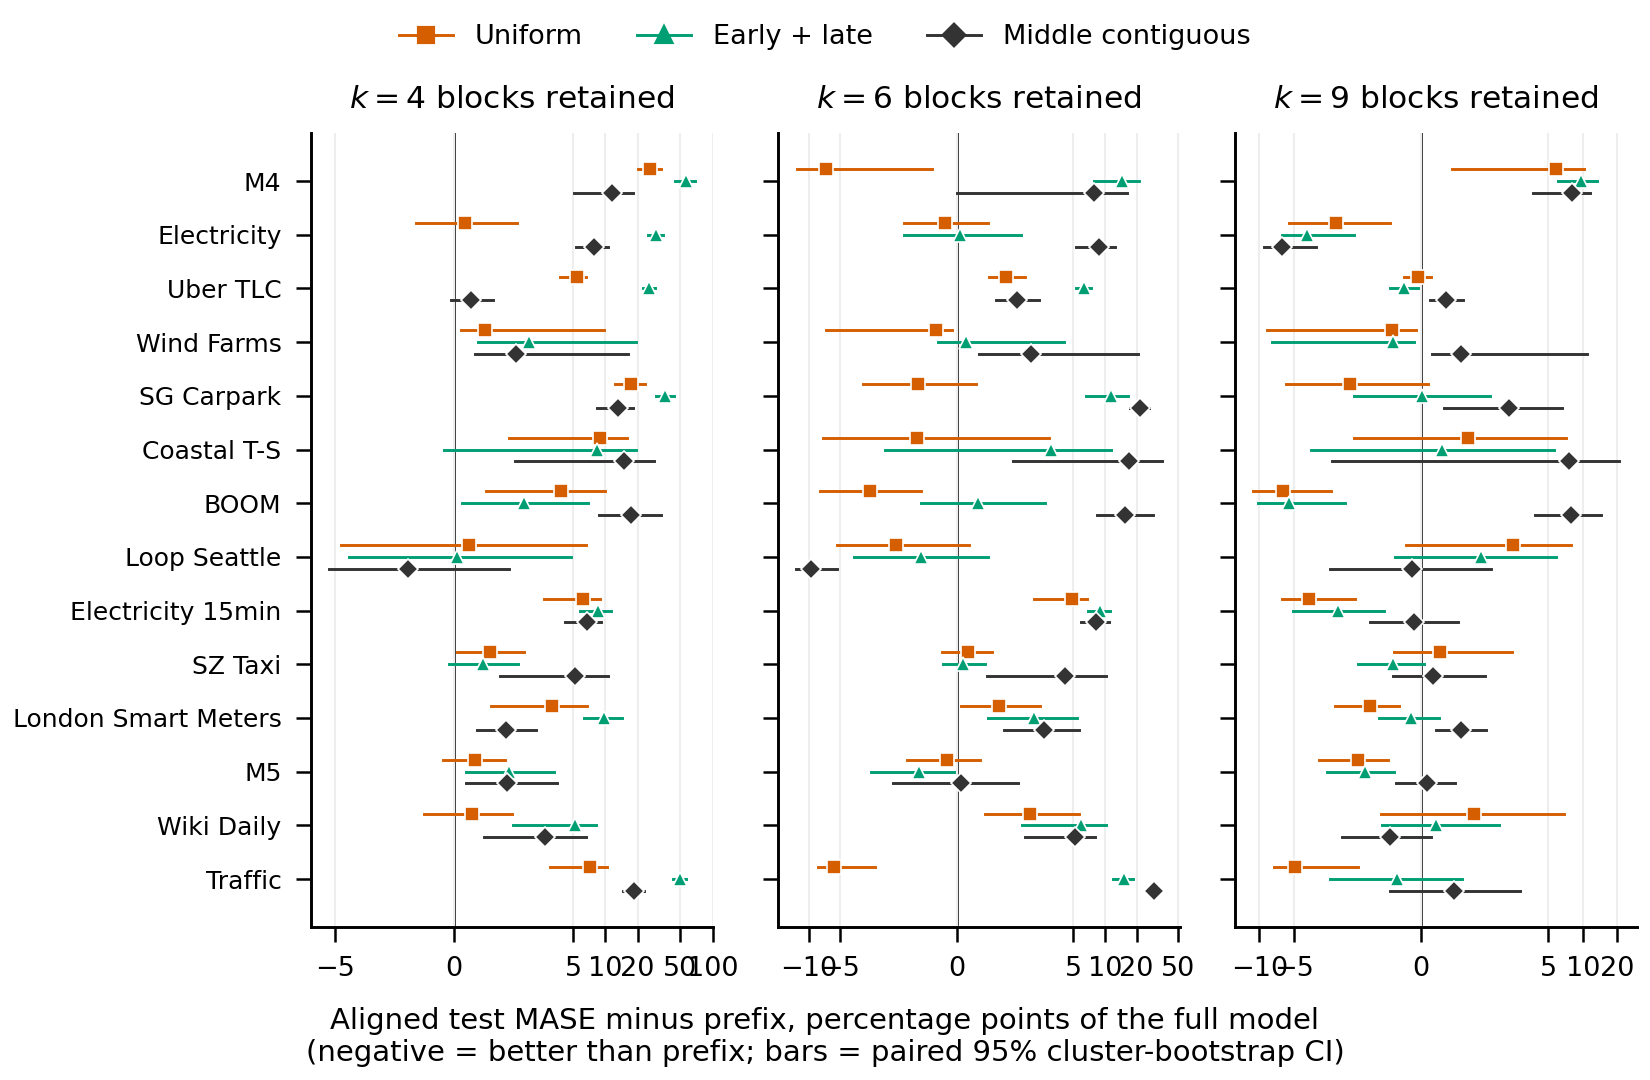 Uniform Early + late Middle contiguous
k = 4 blocks retained k = 6 blocks retained k = 9 blocks retained
M4
Electricity
Uber TLC
Wind Farms
SG Carpark
Coastal T-S
BOOM
Loop Seattle
Electricity 15min
SZ Taxi
London Smart Meters
M5
Wiki Daily
Traffic
−5 0 5 10 20 50 100 −10 −5 0 5 10 20 50 −10 −5 0 5 10 20
Aligned test MASE minus prefix, percentage points of the full model
(negative = better than prefix; bars = paired 95% cluster-bootstrap CI)